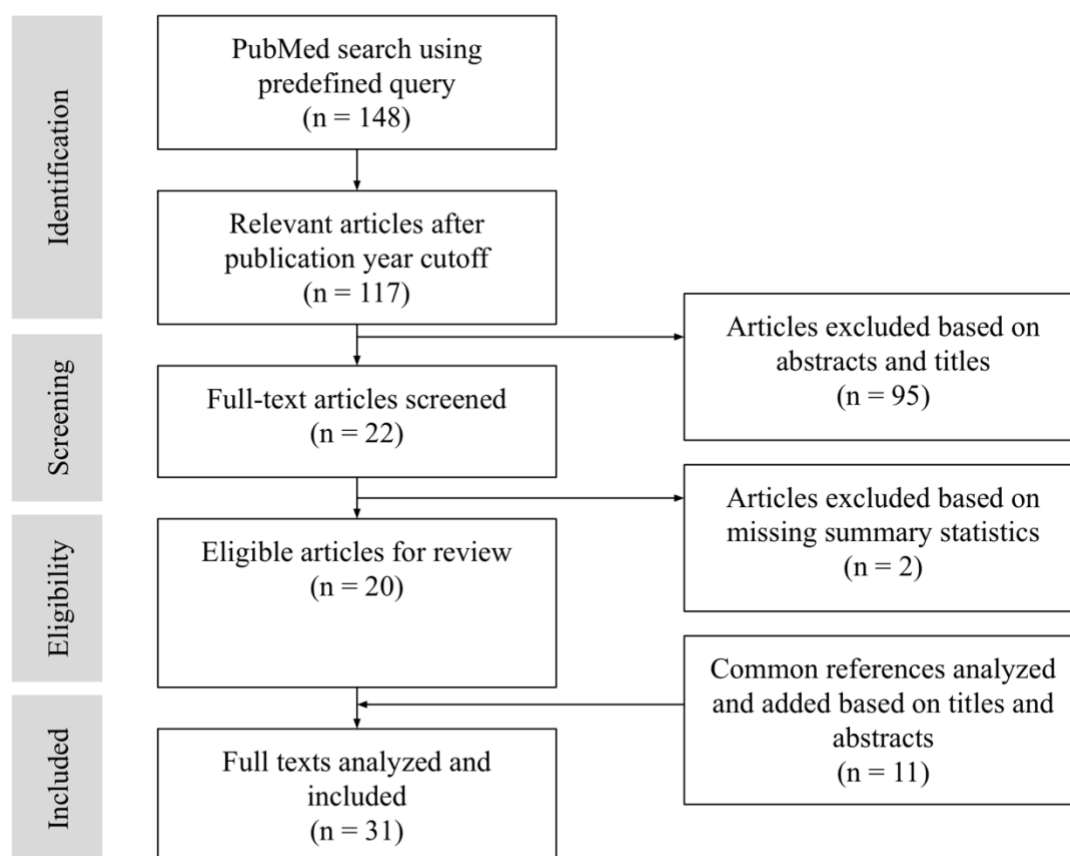 Identification
PubMed search using
predefined query
(n = 148)
Relevant articles after
publication year cutoff
(n = 117)
Articles excluded based on
abstracts and titles
(n = 95)
Screening
Full-text articles screened
(n = 22)
Articles excluded based on
missing summary statistics
(n = 2)
Eligibility
Eligible articles for review
(n = 20)
Common references analyzed
and added based on titles and
abstracts
(n = 11)
Included
Full texts analyzed and
included
(n = 31)